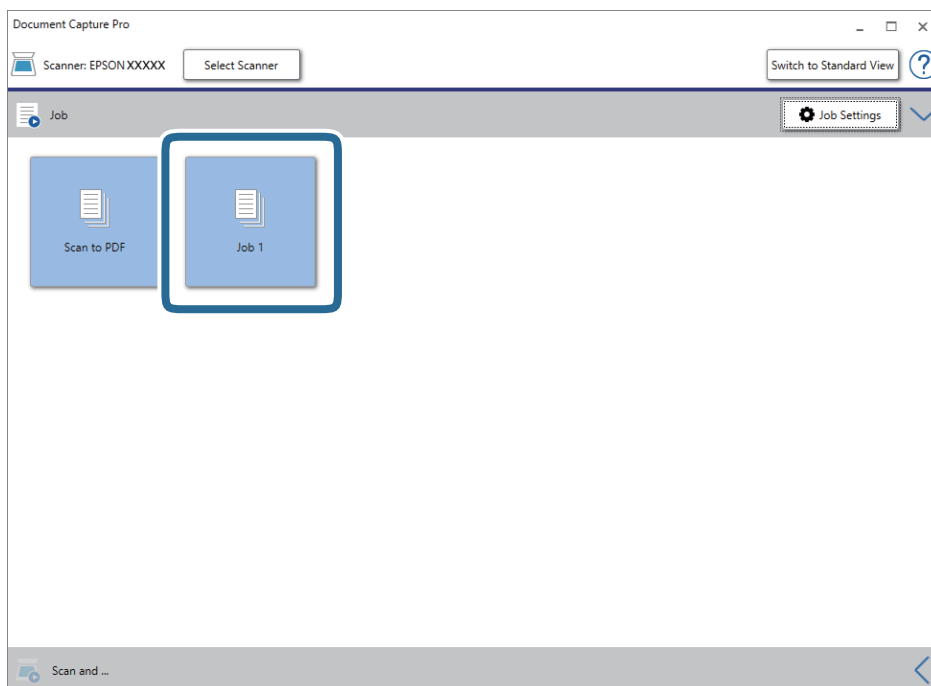 Document Capture Pro
Scanner: EPSON XXXXX Select Scanner Switch to Standard View ?
Job Job Settings
Scan to PDF Job 1
Scan and ...